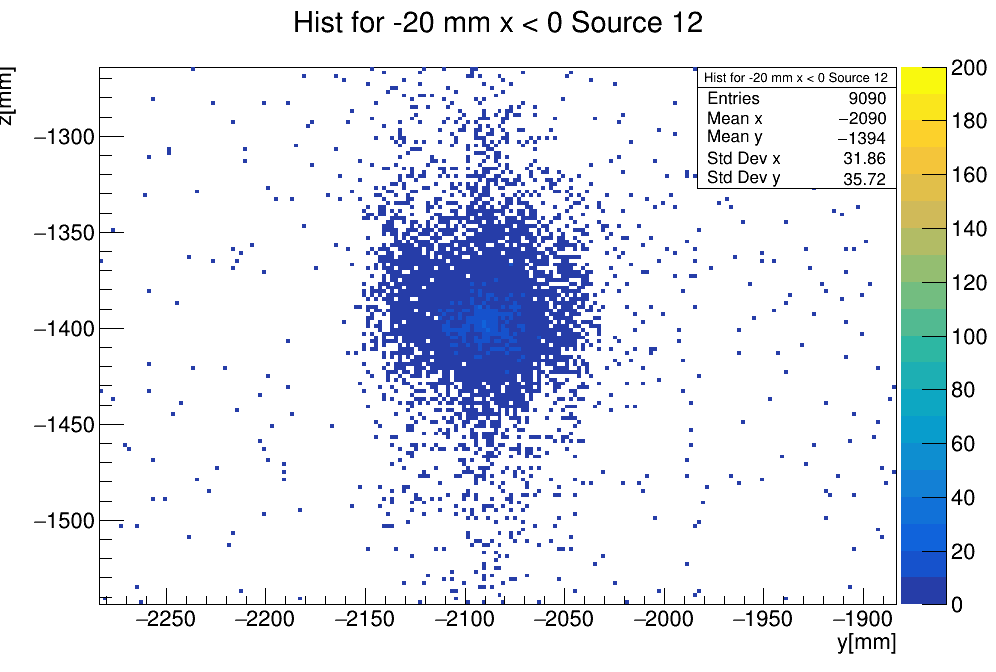 Hist for -20 mm x < 0 Source 12
z[mm]
Hist for -20 mm x < 0 Source 12
Entries 9090
Mean x −2090
Mean y −1394
Std Dev x 31.86
Std Dev y 35.72
−1300
−1350
−1400
−1450
−1500
200
180
160
140
120
100
80
60
40
20
0
−2250 −2200 −2150 −2100 −2050 −2000 −1950 −1900
y[mm]